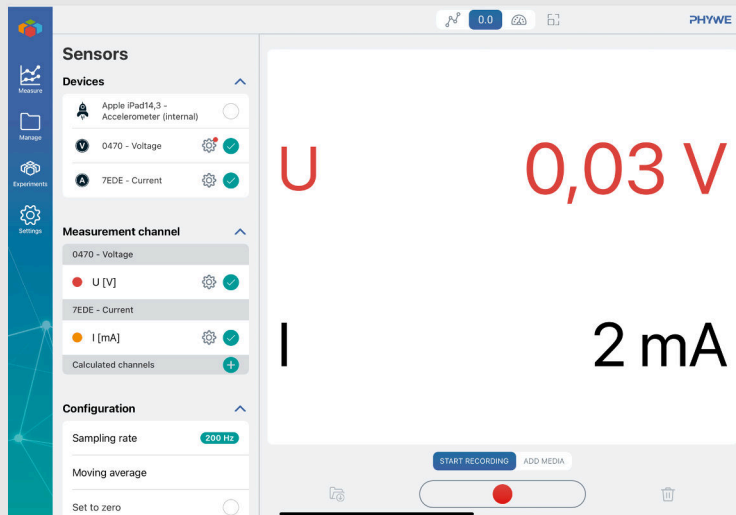 0.0
PHYWE
Sensors
Devices
Apple iPad14,3 -
Accelerometer (internal)
V
0470 - Voltage
A
7EDE - Current
Measurement channel
0470 - Voltage
U [V]
7EDE - Current
I [mA]
Calculated channels
Configuration
Sampling rate
200 Hz
Moving average
Set to zero
Measure
Manage
Experiments
Settings
U
0,03 V
I
2 mA
START RECORDING
ADD MEDIA